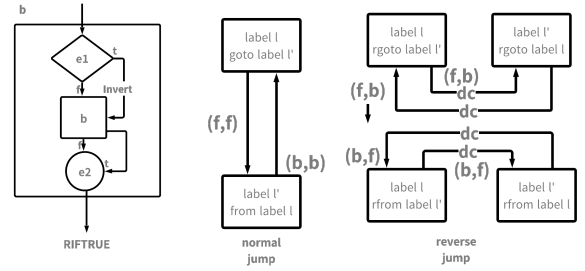 b
e1
t
f
Invert
b
f
t
e2
RIFTRUE
label l
goto label l'
(f,f)
(b,b)
label l'
from label l
normal
jump
label l
rgoto label l'
label l'
rgoto label l
(f,b)
dc
dc
(f,b)
dc
(b,f)
dc
(b,f)
label l
rfrom label l'
label l'
rfrom label l
reverse
jump